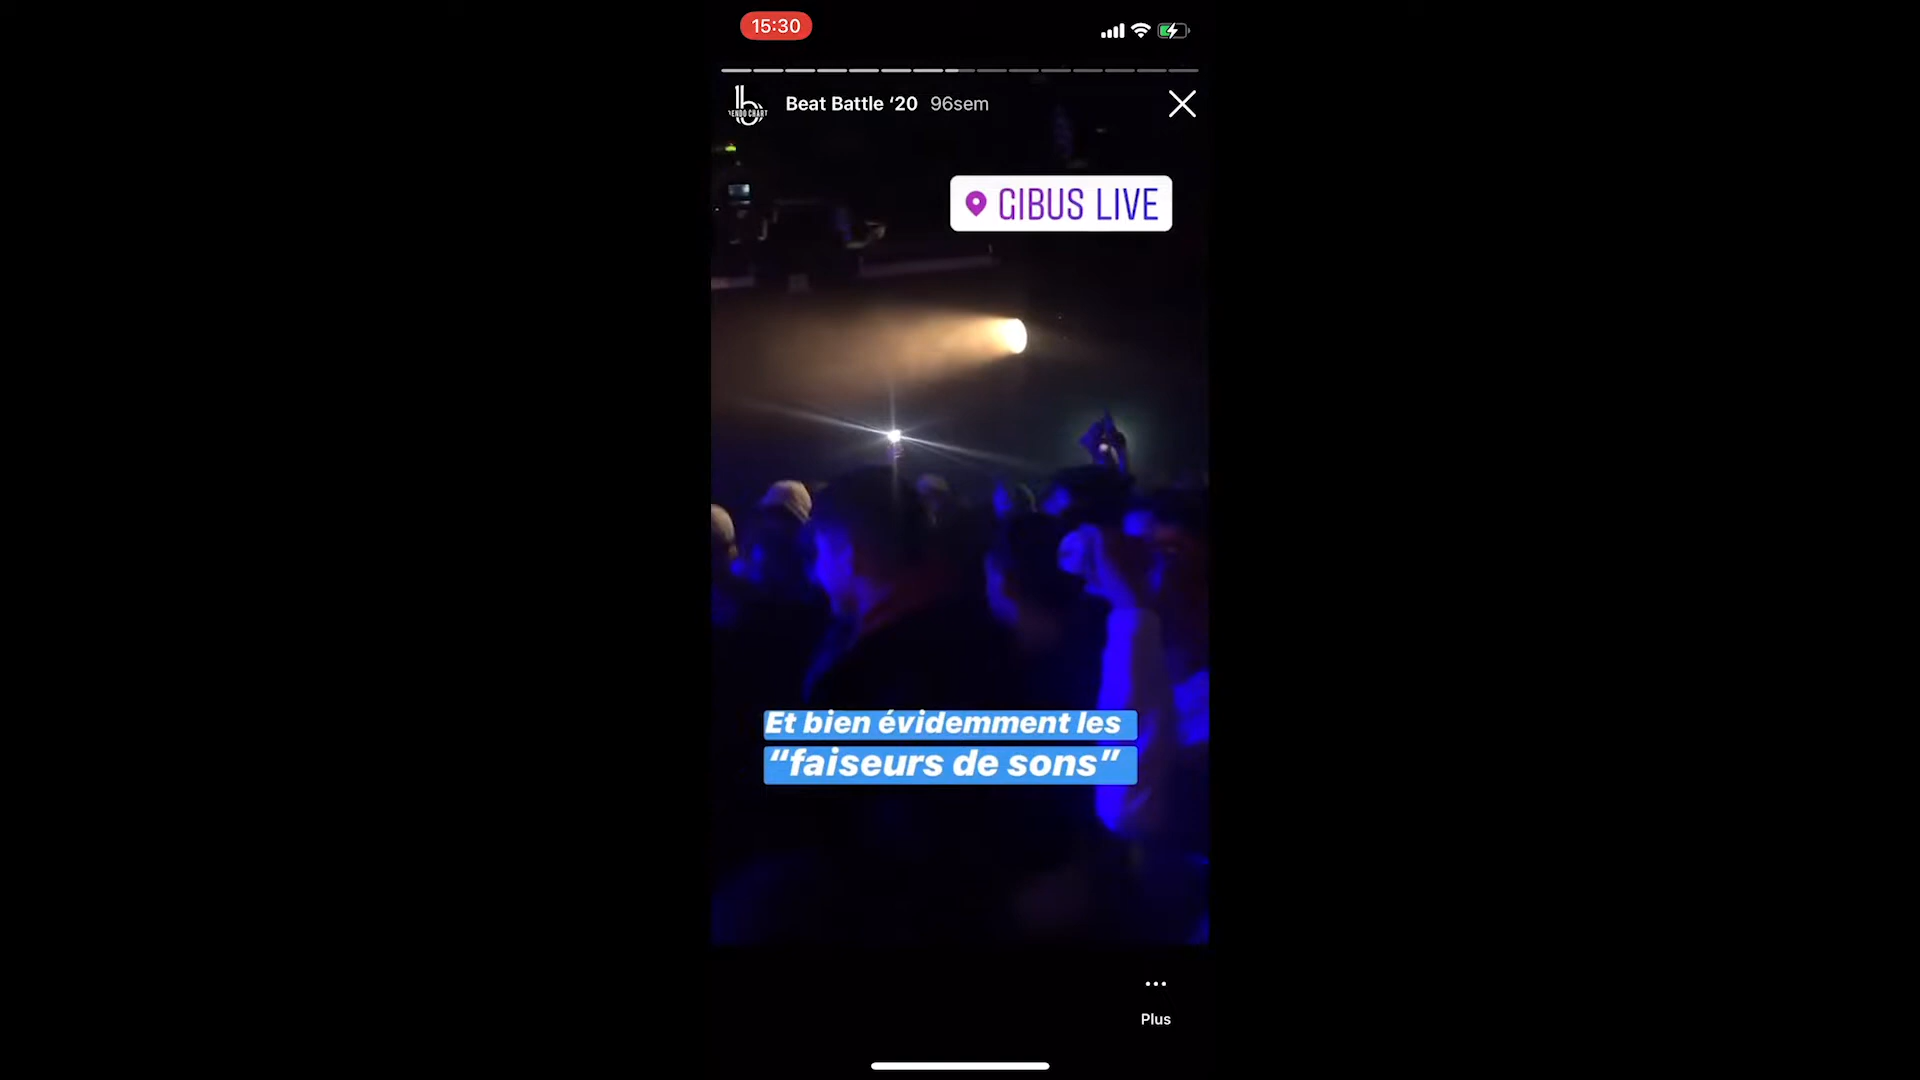 15:30
Beat Battle ‘20 96sem
GIBUS LIVE
Et bien évidemment les
“faiseurs de sons”
Plus